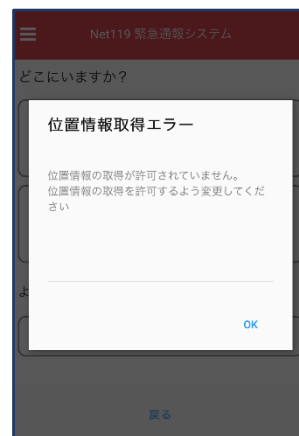 Net119 緊急通報システム
どこにいますか？
位置情報取得エラー
位置情報の取得が許可されていません。
位置情報の取得を許可するよう変更してくだ
さい
OK
よ
戻る